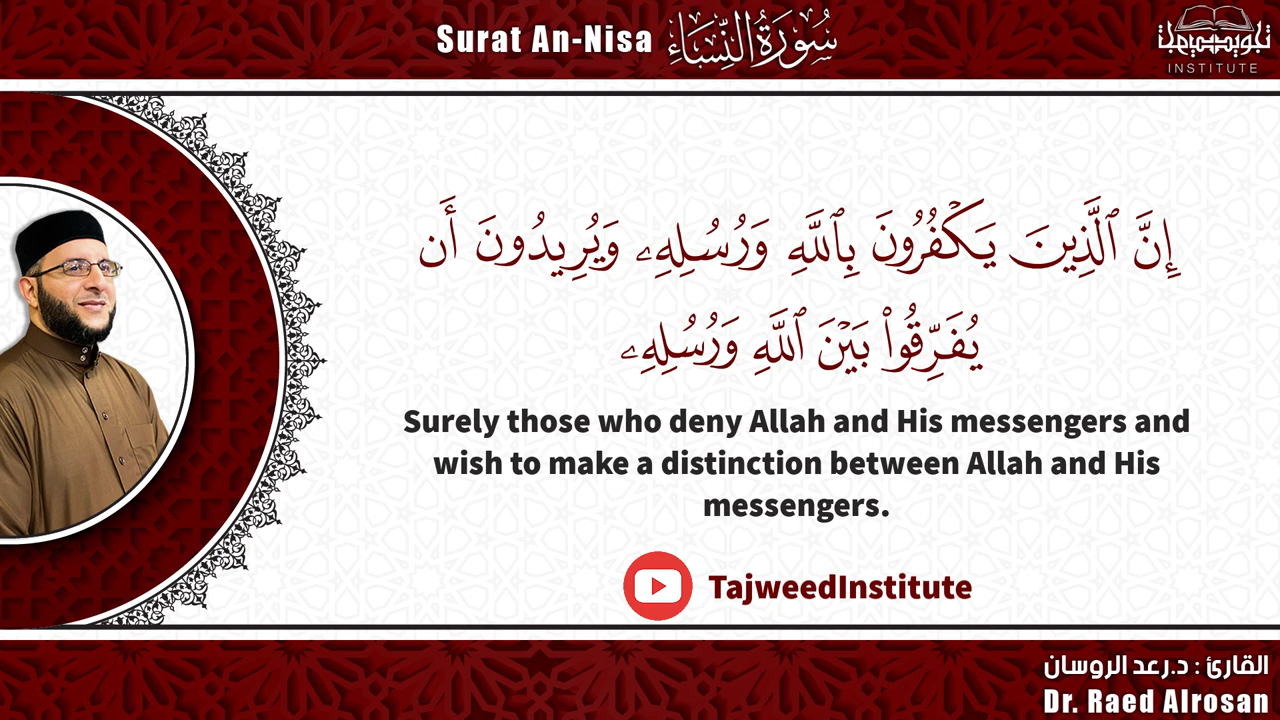 Surat An-Nisa سُورَةُ النِّسَاءِ
INSTITUTE
إِنَّ ٱلَّذِينَ يَكۡفُرُونَ بِٱللَّهِ وَرُسُلِهِۦ وَيُرِيدُونَ أَن
يُفَرِّقُواْ بَيۡنَ ٱللَّهِ وَرُسُلِهِۦ
Surely those who deny Allah and His messengers and
wish to make a distinction between Allah and His
messengers.
TajweedInstitute
القارئ : د.رعد الروسان
Dr. Raed Alrosan